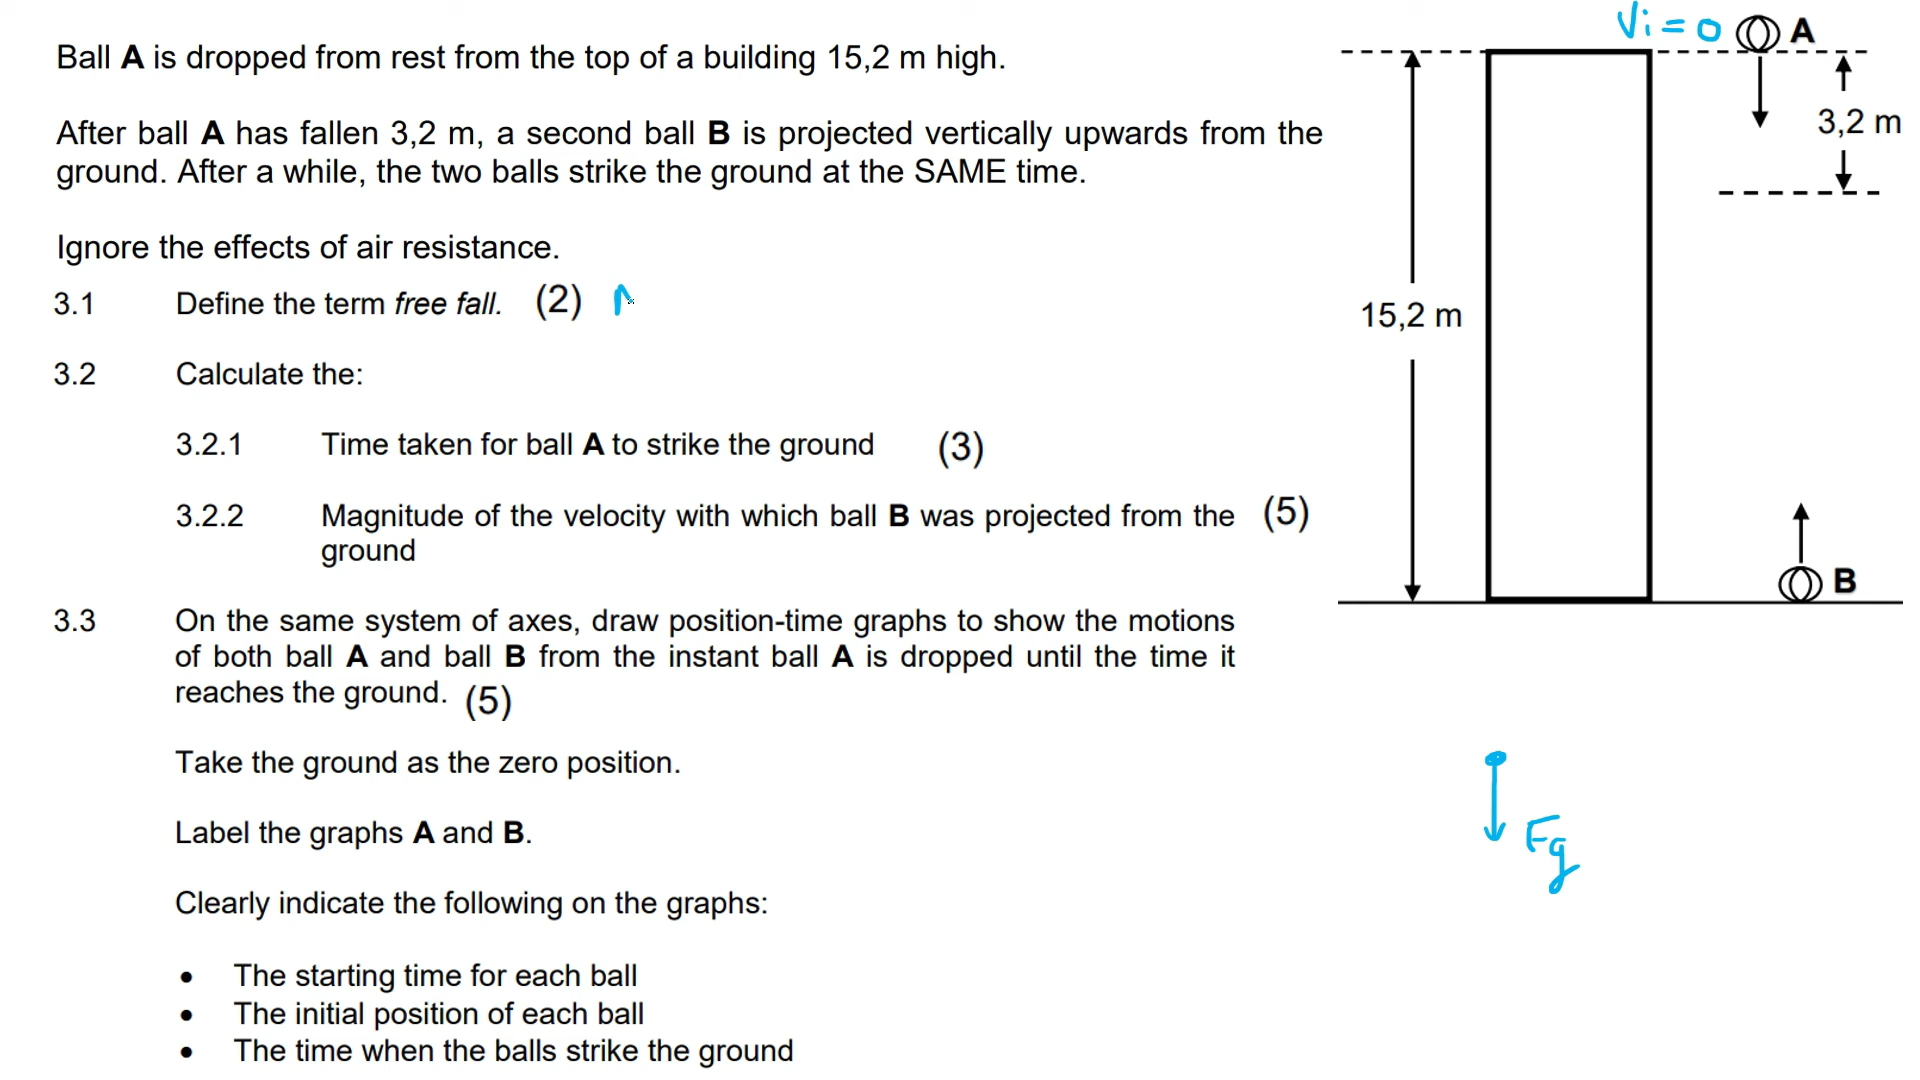 Ball A is dropped from rest from the top of a building 15,2 m high.
After ball A has fallen 3,2 m, a second ball B is projected vertically upwards from the
ground. After a while, the two balls strike the ground at the SAME time.
Ignore the effects of air resistance.
3.1 Define the term free fall. (2)
3.2 Calculate the:
3.2.1 Time taken for ball A to strike the ground (3)
3.2.2 Magnitude of the velocity with which ball B was projected from the (5)
ground
3.3 On the same system of axes, draw position-time graphs to show the motions
of both ball A and ball B from the instant ball A is dropped until the time it
reaches the ground. (5)
Take the ground as the zero position.
Label the graphs A and B.
Clearly indicate the following on the graphs:
• The starting time for each ball
• The initial position of each ball
• The time when the balls strike the ground
Vi = 0 A
3,2 m
15,2 m
B
Fg